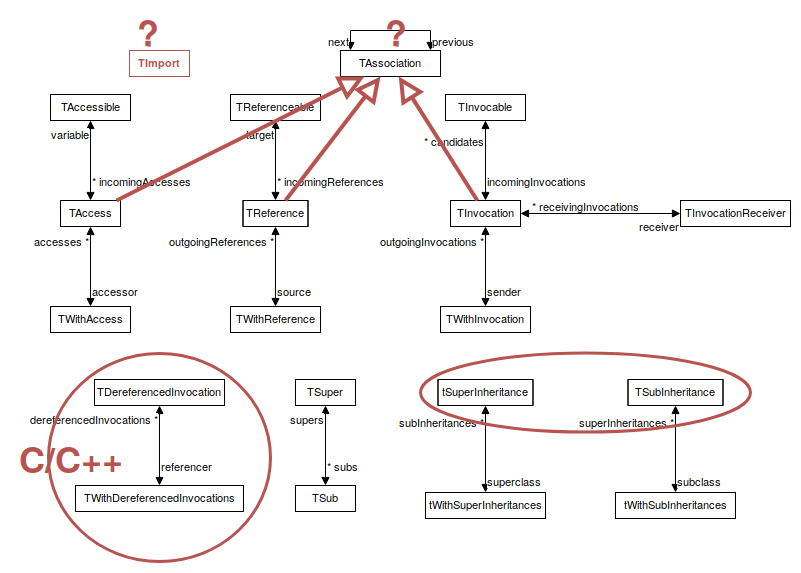 ?
?
next
previous
TImport
TAssociation
TAccessible
TReferenceable
TInvocable
variable
target
* candidates
* incomingAccesses
* incomingReferences
incomingInvocations
TAccess
TReference
TInvocation
* receivingInvocations
TInvocationReceiver
receiver
accesses *
outgoingReferences *
outgoingInvocations *
accessor
source
sender
TWithAccess
TWithReference
TWithInvocation
TDereferencedInvocation
TSuper
tSuperInheritance
TSubInheritance
dereferencedInvocations *
supers
subInheritances *
superInheritances *
C/C++
referencer
* subs
superclass
subclass
TWithDereferencedInvocations
TSub
tWithSuperInheritances
tWithSubInheritances